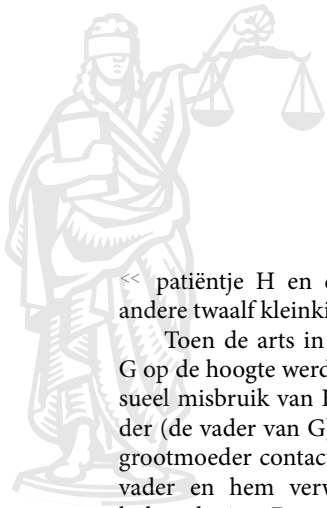 << patiëntje H en
andere twaalf kleinki
Toen de arts in
G op de hoogte werd
sueel misbruik van
der (de vader van G
grootmoeder contac
vader en hem verw